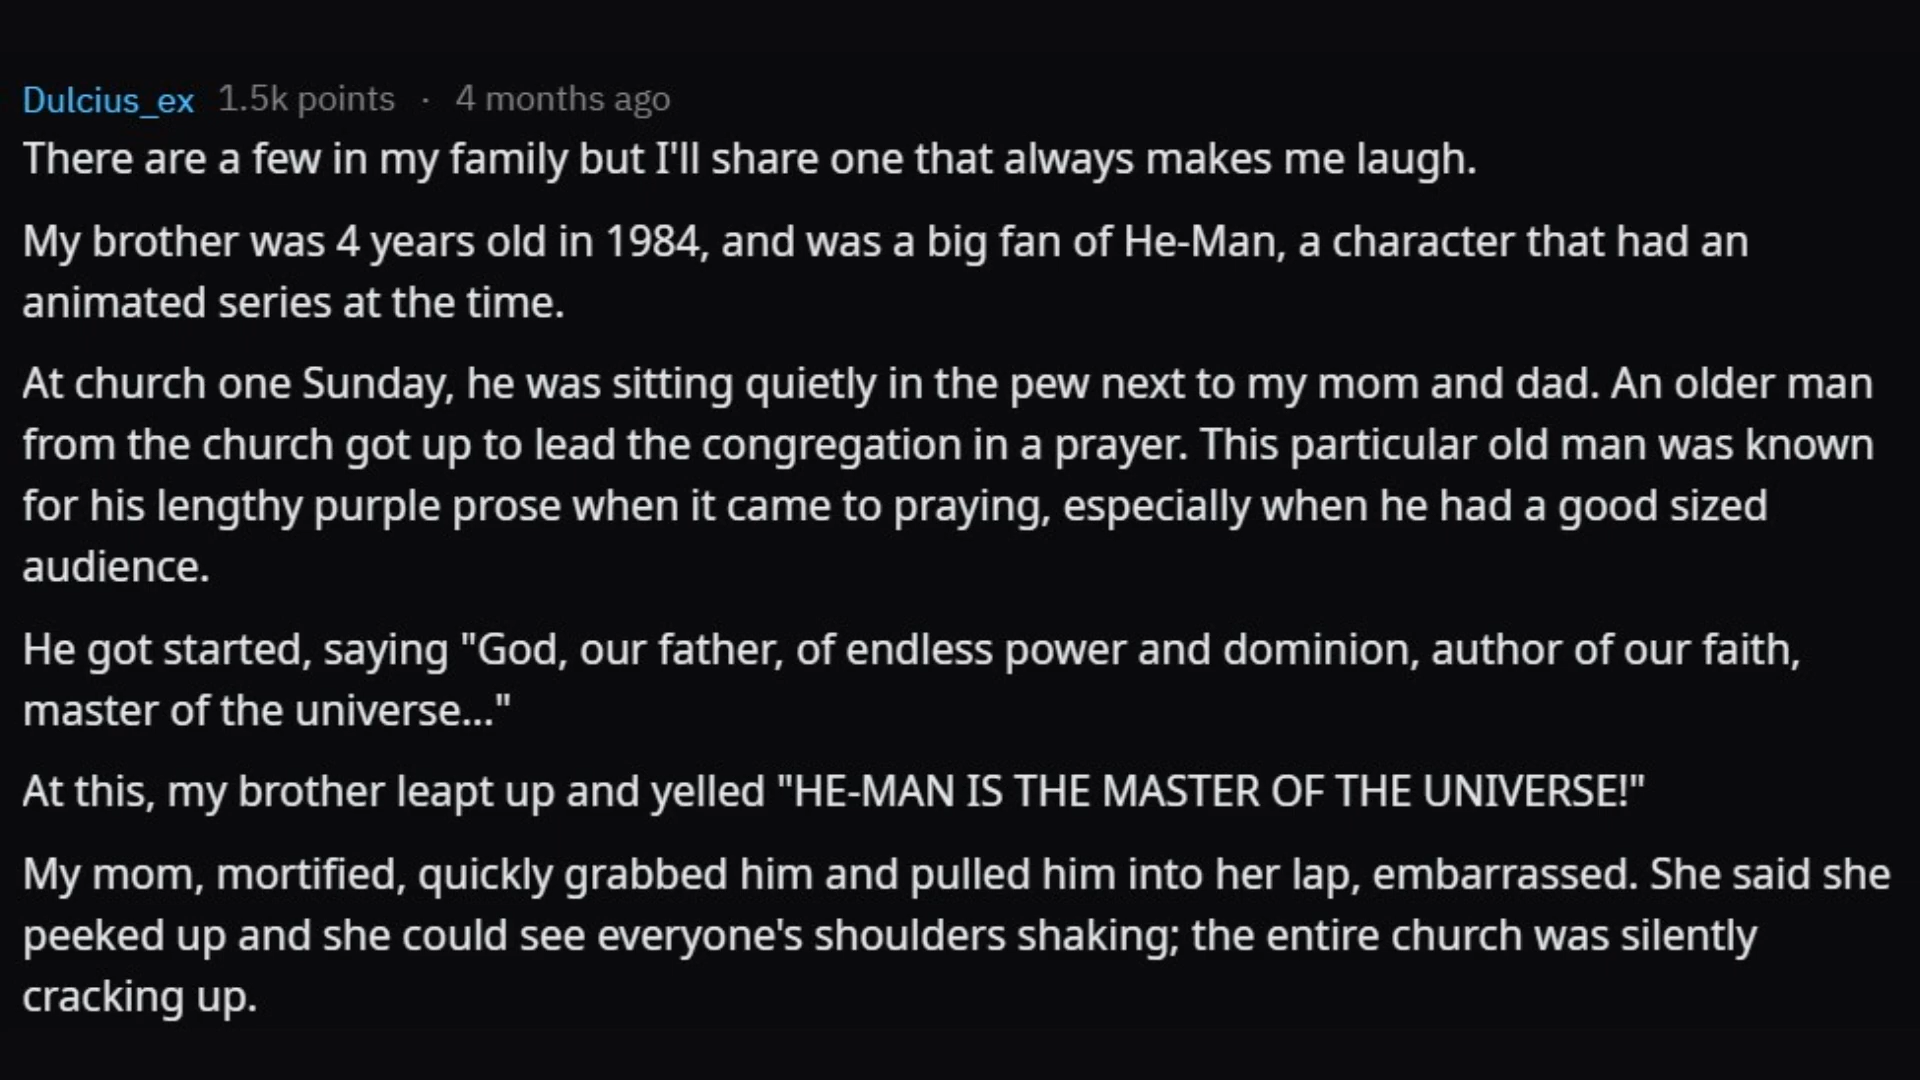 Dulcius_ex 1.5k points · 4 months ago
There are a few in my family but I'll share one that always makes me laugh.
My brother was 4 years old in 1984, and was a big fan of He-Man, a character that had an
animated series at the time.
At church one Sunday, he was sitting quietly in the pew next to my mom and dad. An older man
from the church got up to lead the congregation in a prayer. This particular old man was known
for his lengthy purple prose when it came to praying, especially when he had a good sized
audience.
He got started, saying "God, our father, of endless power and dominion, author of our faith,
master of the universe..."
At this, my brother leapt up and yelled "HE-MAN IS THE MASTER OF THE UNIVERSE!"
My mom, mortified, quickly grabbed him and pulled him into her lap, embarrassed. She said she
peeked up and she could see everyone's shoulders shaking; the entire church was silently
cracking up.